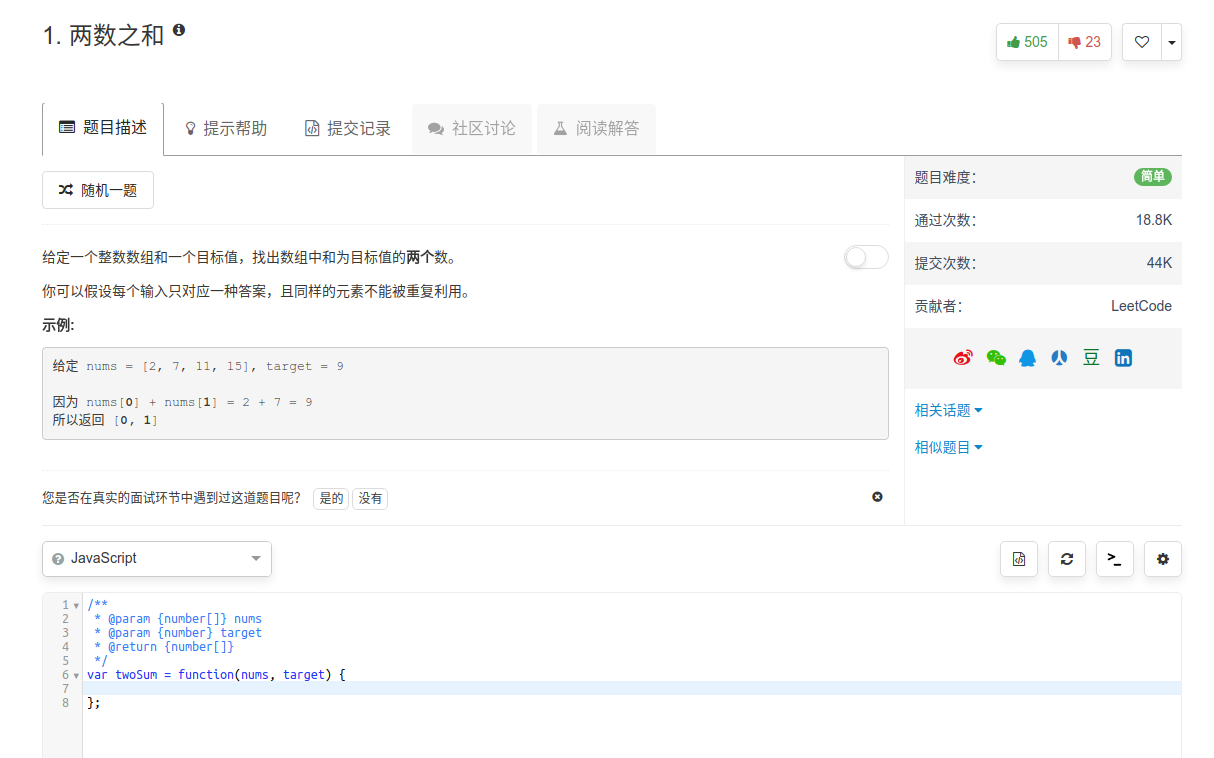 1. 两数之和
505
23
题目描述
提示帮助
提交记录
社区讨论
阅读解答
随机一题
给定一个整数数组和一个目标值，找出数组中和为目标值的两个数。
你可以假设每个输入只对应一种答案，且同样的元素不能被重复利用。
示例:
给定 nums = [2, 7, 11, 15], target = 9
因为 nums[0] + nums[1] = 2 + 7 = 9
所以返回 [0, 1]
您是否在真实的面试环节中遇到过这道题目呢？ 是的 没有
题目难度： 简单
通过次数： 18.8K
提交次数： 44K
贡献者： LeetCode
豆
in
相关话题
相似题目
JavaScript
1 /**
2 * @param {number[]} nums
3 * @param {number} target
4 * @return {number[]}
5 */
6 var twoSum = function(nums, target) {
7
8 };